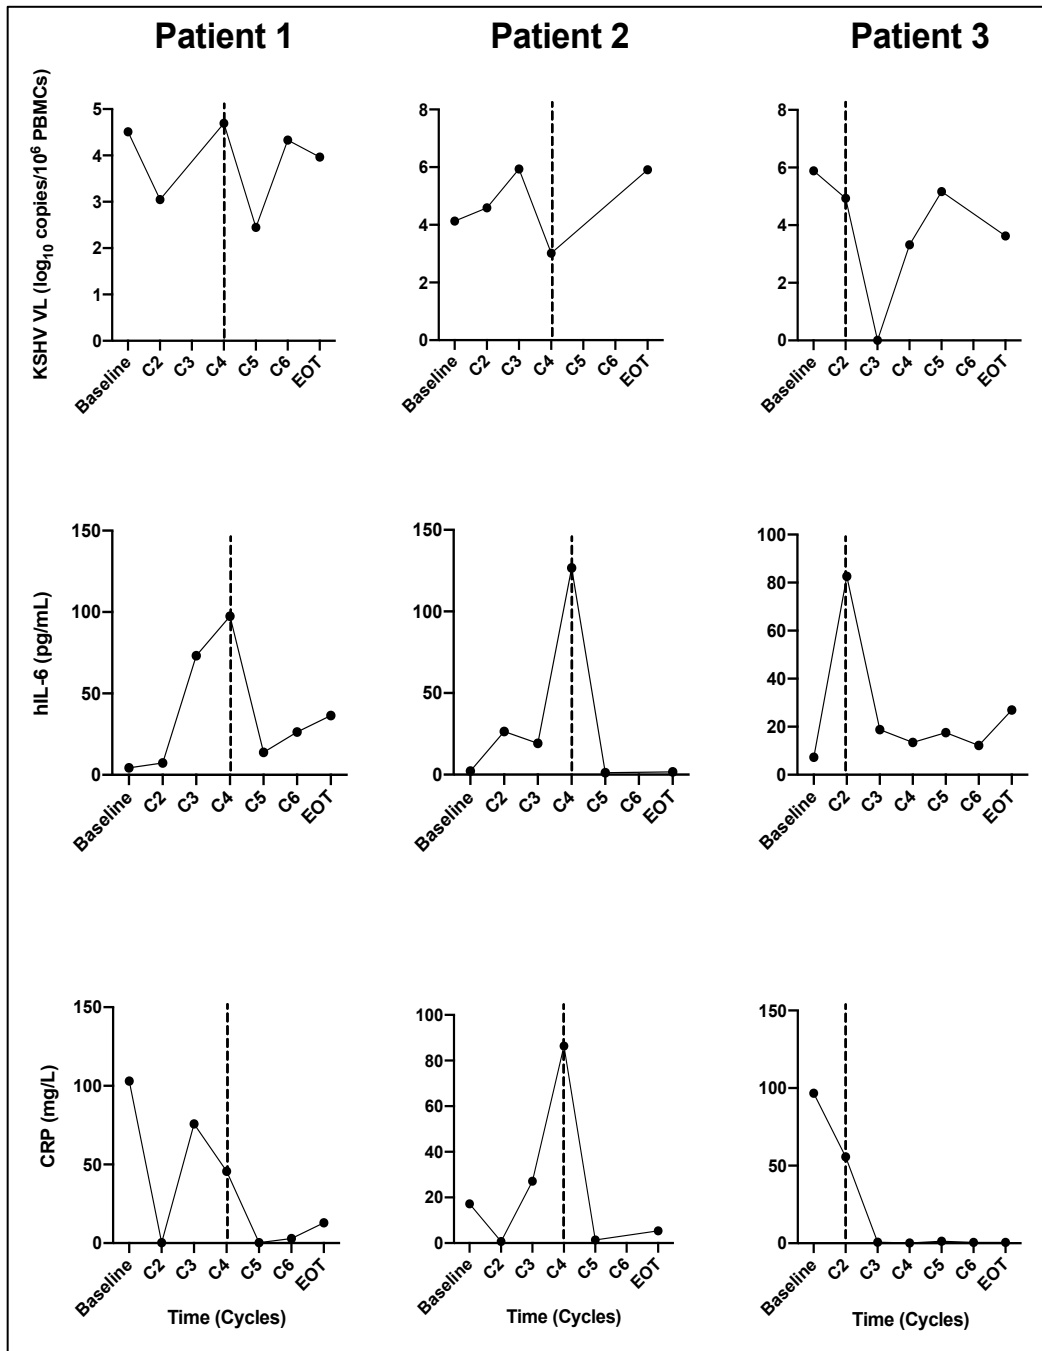 Patient 1 Patient 2 Patient 3
KSHV VL (log10 copies/10⁶ PBMCs)
5
4
3
2
1
0
Baseline C2 C3 C4 C5 C6 EOT
8
6
4
2
0
Baseline C2 C3 C4 C5 C6 EOT
8
6
4
2
0
Baseline C2 C3 C4 C5 C6 EOT
hIL-6 (pg/mL)
150
100
50
0
Baseline C2 C3 C4 C5 C6 EOT
150
100
50
0
Baseline C2 C3 C4 C5 C6 EOT
100
80
60
40
20
0
Baseline C2 C3 C4 C5 C6 EOT
CRP (mg/L)
150
100
50
0
Baseline C2 C3 C4 C5 C6 EOT
Time (Cycles)
100
80
60
40
20
0
Baseline C2 C3 C4 C5 C6 EOT
Time (Cycles)
150
100
50
0
Baseline C2 C3 C4 C5 C6 EOT
Time (Cycles)